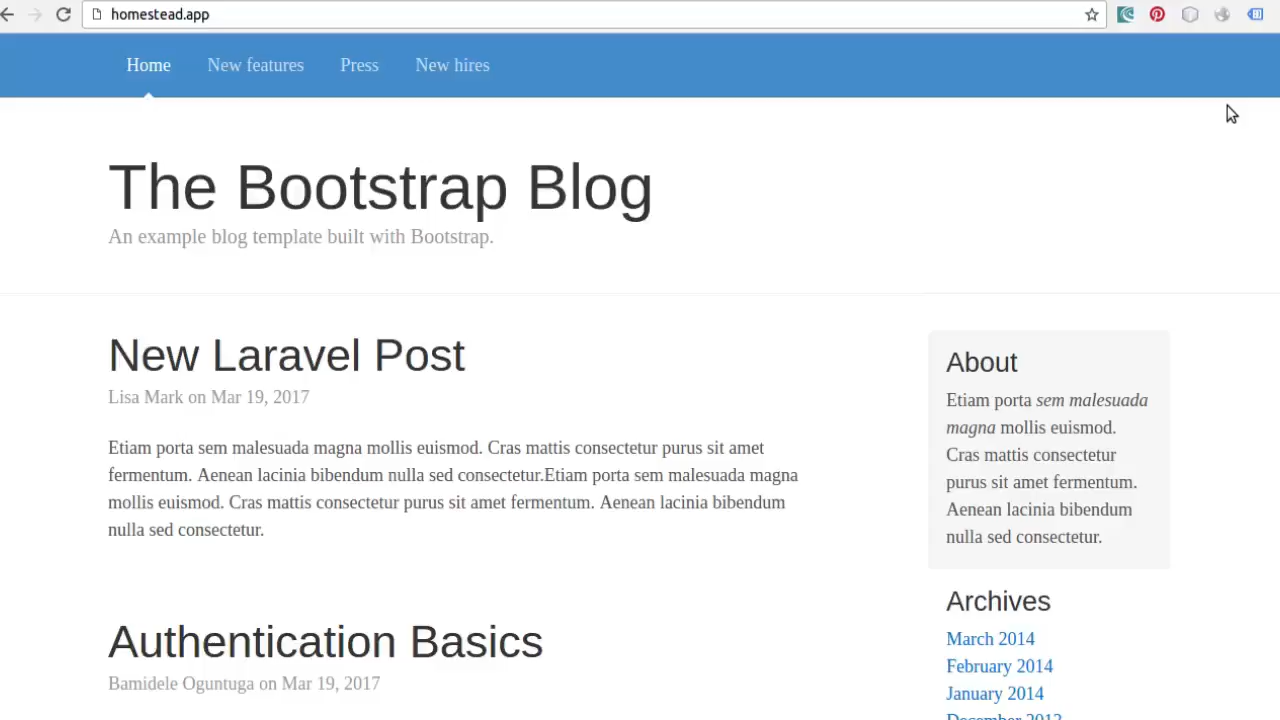 homestead.app
Home New features Press New hires
The Bootstrap Blog
An example blog template built with Bootstrap.
New Laravel Post
Lisa Mark on Mar 19, 2017
Etiam porta sem malesuada magna mollis euismod. Cras mattis consectetur purus sit amet
fermentum. Aenean lacinia bibendum nulla sed consectetur.Etiam porta sem malesuada magna
mollis euismod. Cras mattis consectetur purus sit amet fermentum. Aenean lacinia bibendum
nulla sed consectetur.
Authentication Basics
Bamidele Oguntuga on Mar 19, 2017
About
Etiam porta sem malesuada
magna mollis euismod.
Cras mattis consectetur
purus sit amet fermentum.
Aenean lacinia bibendum
nulla sed consectetur.
Archives
March 2014
February 2014
January 2014
December 2013